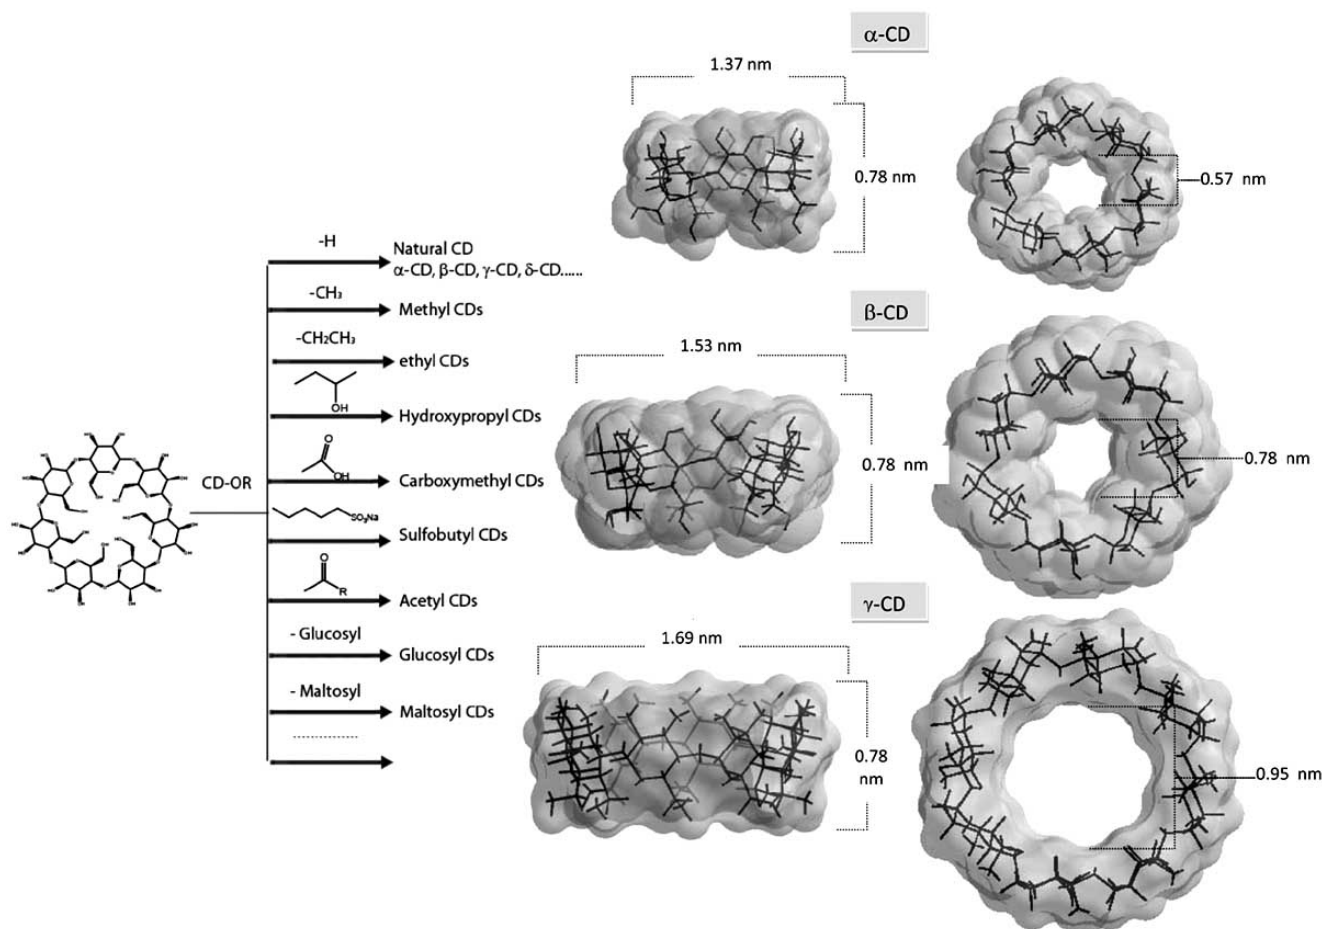 CD-OR
-H
Natural CD
α-CD, β-CD, γ-CD, δ-CD......
-CH₃
Methyl CDs
-CH₂CH₃
ethyl CDs
OH
Hydroxypropyl CDs
O
OH
Carboxymethyl CDs
SO₃Na
Sulfobutyl CDs
O
R
Acetyl CDs
- Glucosyl
Glucosyl CDs
- Maltosyl
Maltosyl CDs
α-CD
1.37 nm
0.78 nm
0.57 nm
β-CD
1.53 nm
0.78 nm
0.78 nm
γ-CD
1.69 nm
0.78
nm
0.95 nm